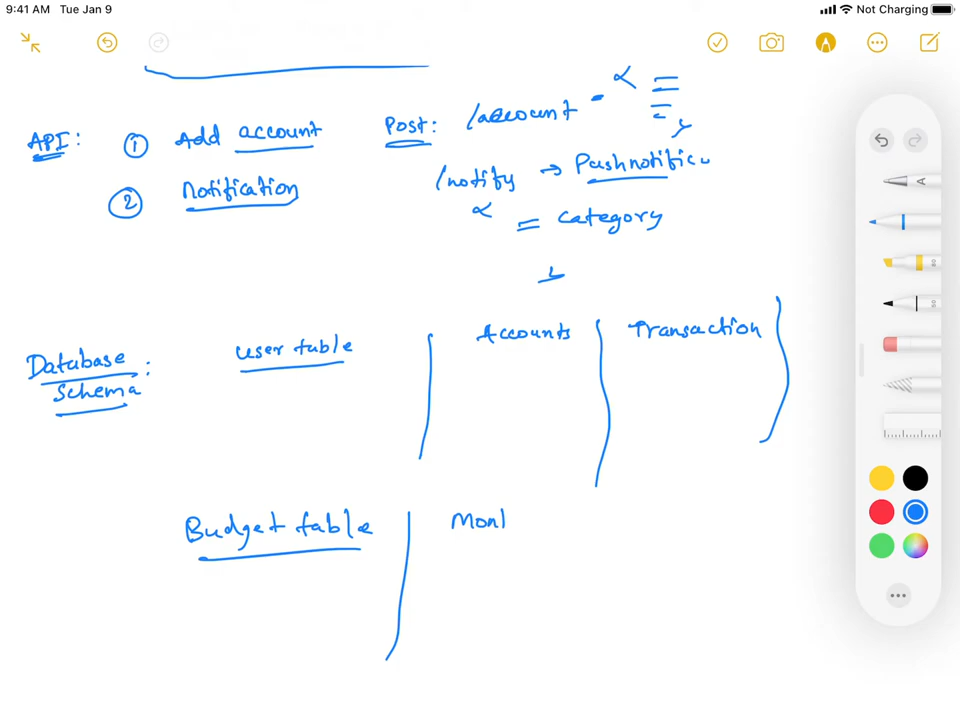 9:41 AM Tue Jan 9
Not Charging
API: ① Add account Post: /account
② Notification /notify → Pushnotific
= category
Database Schema: User table Accounts Transaction
Budget table Mon